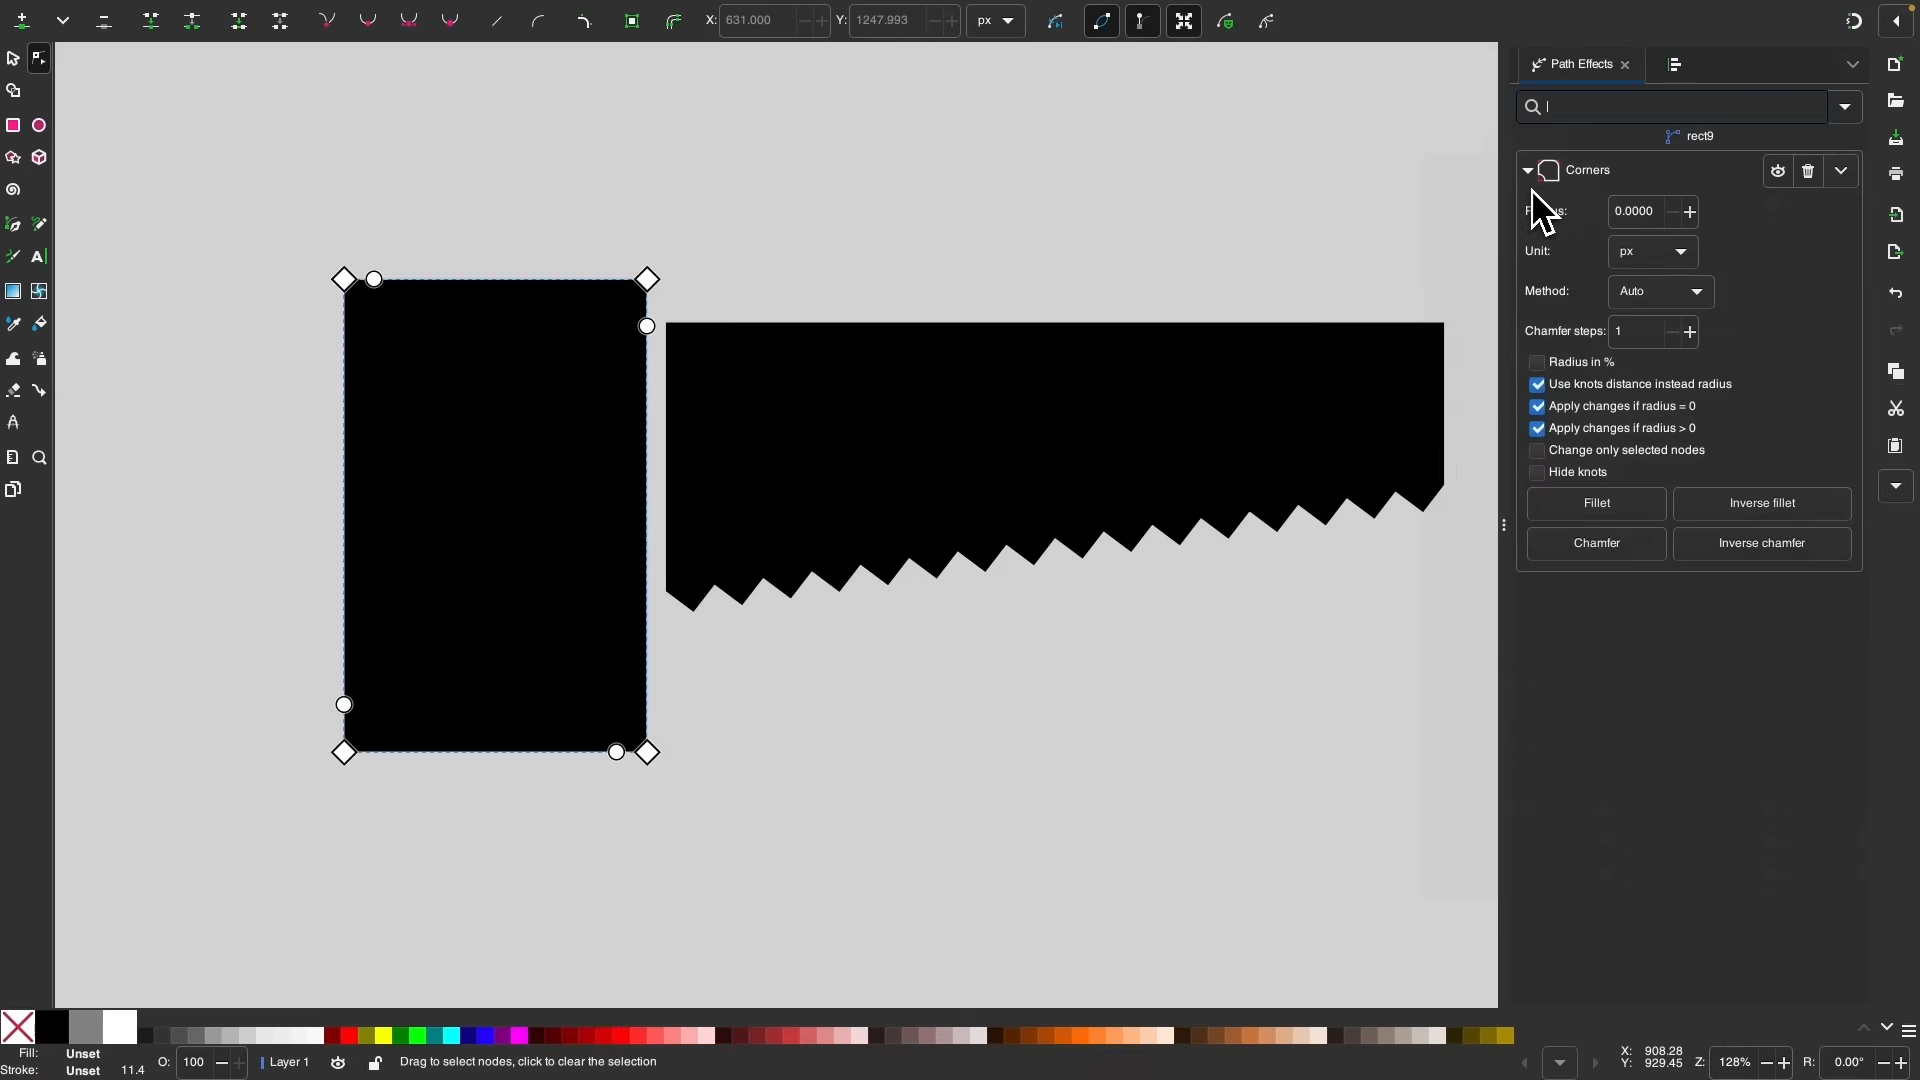 X: 631.000 Y: 1247.993 px
Path Effects
rect9
Corners
0.0000
Unit: px
Method: Auto
Chamfer steps: 1
Radius in %
Use knots distance instead radius
Apply changes if radius = 0
Apply changes if radius > 0
Change only selected nodes
Hide knots
Fillet Inverse fillet
Chamfer Inverse chamfer
Fill: Unset
Stroke: Unset 11.4
O: 100
Layer 1
Drag to select nodes, click to clear the selection
X: 908.28
Y: 929.45
Z: 128%
R: 0.00°